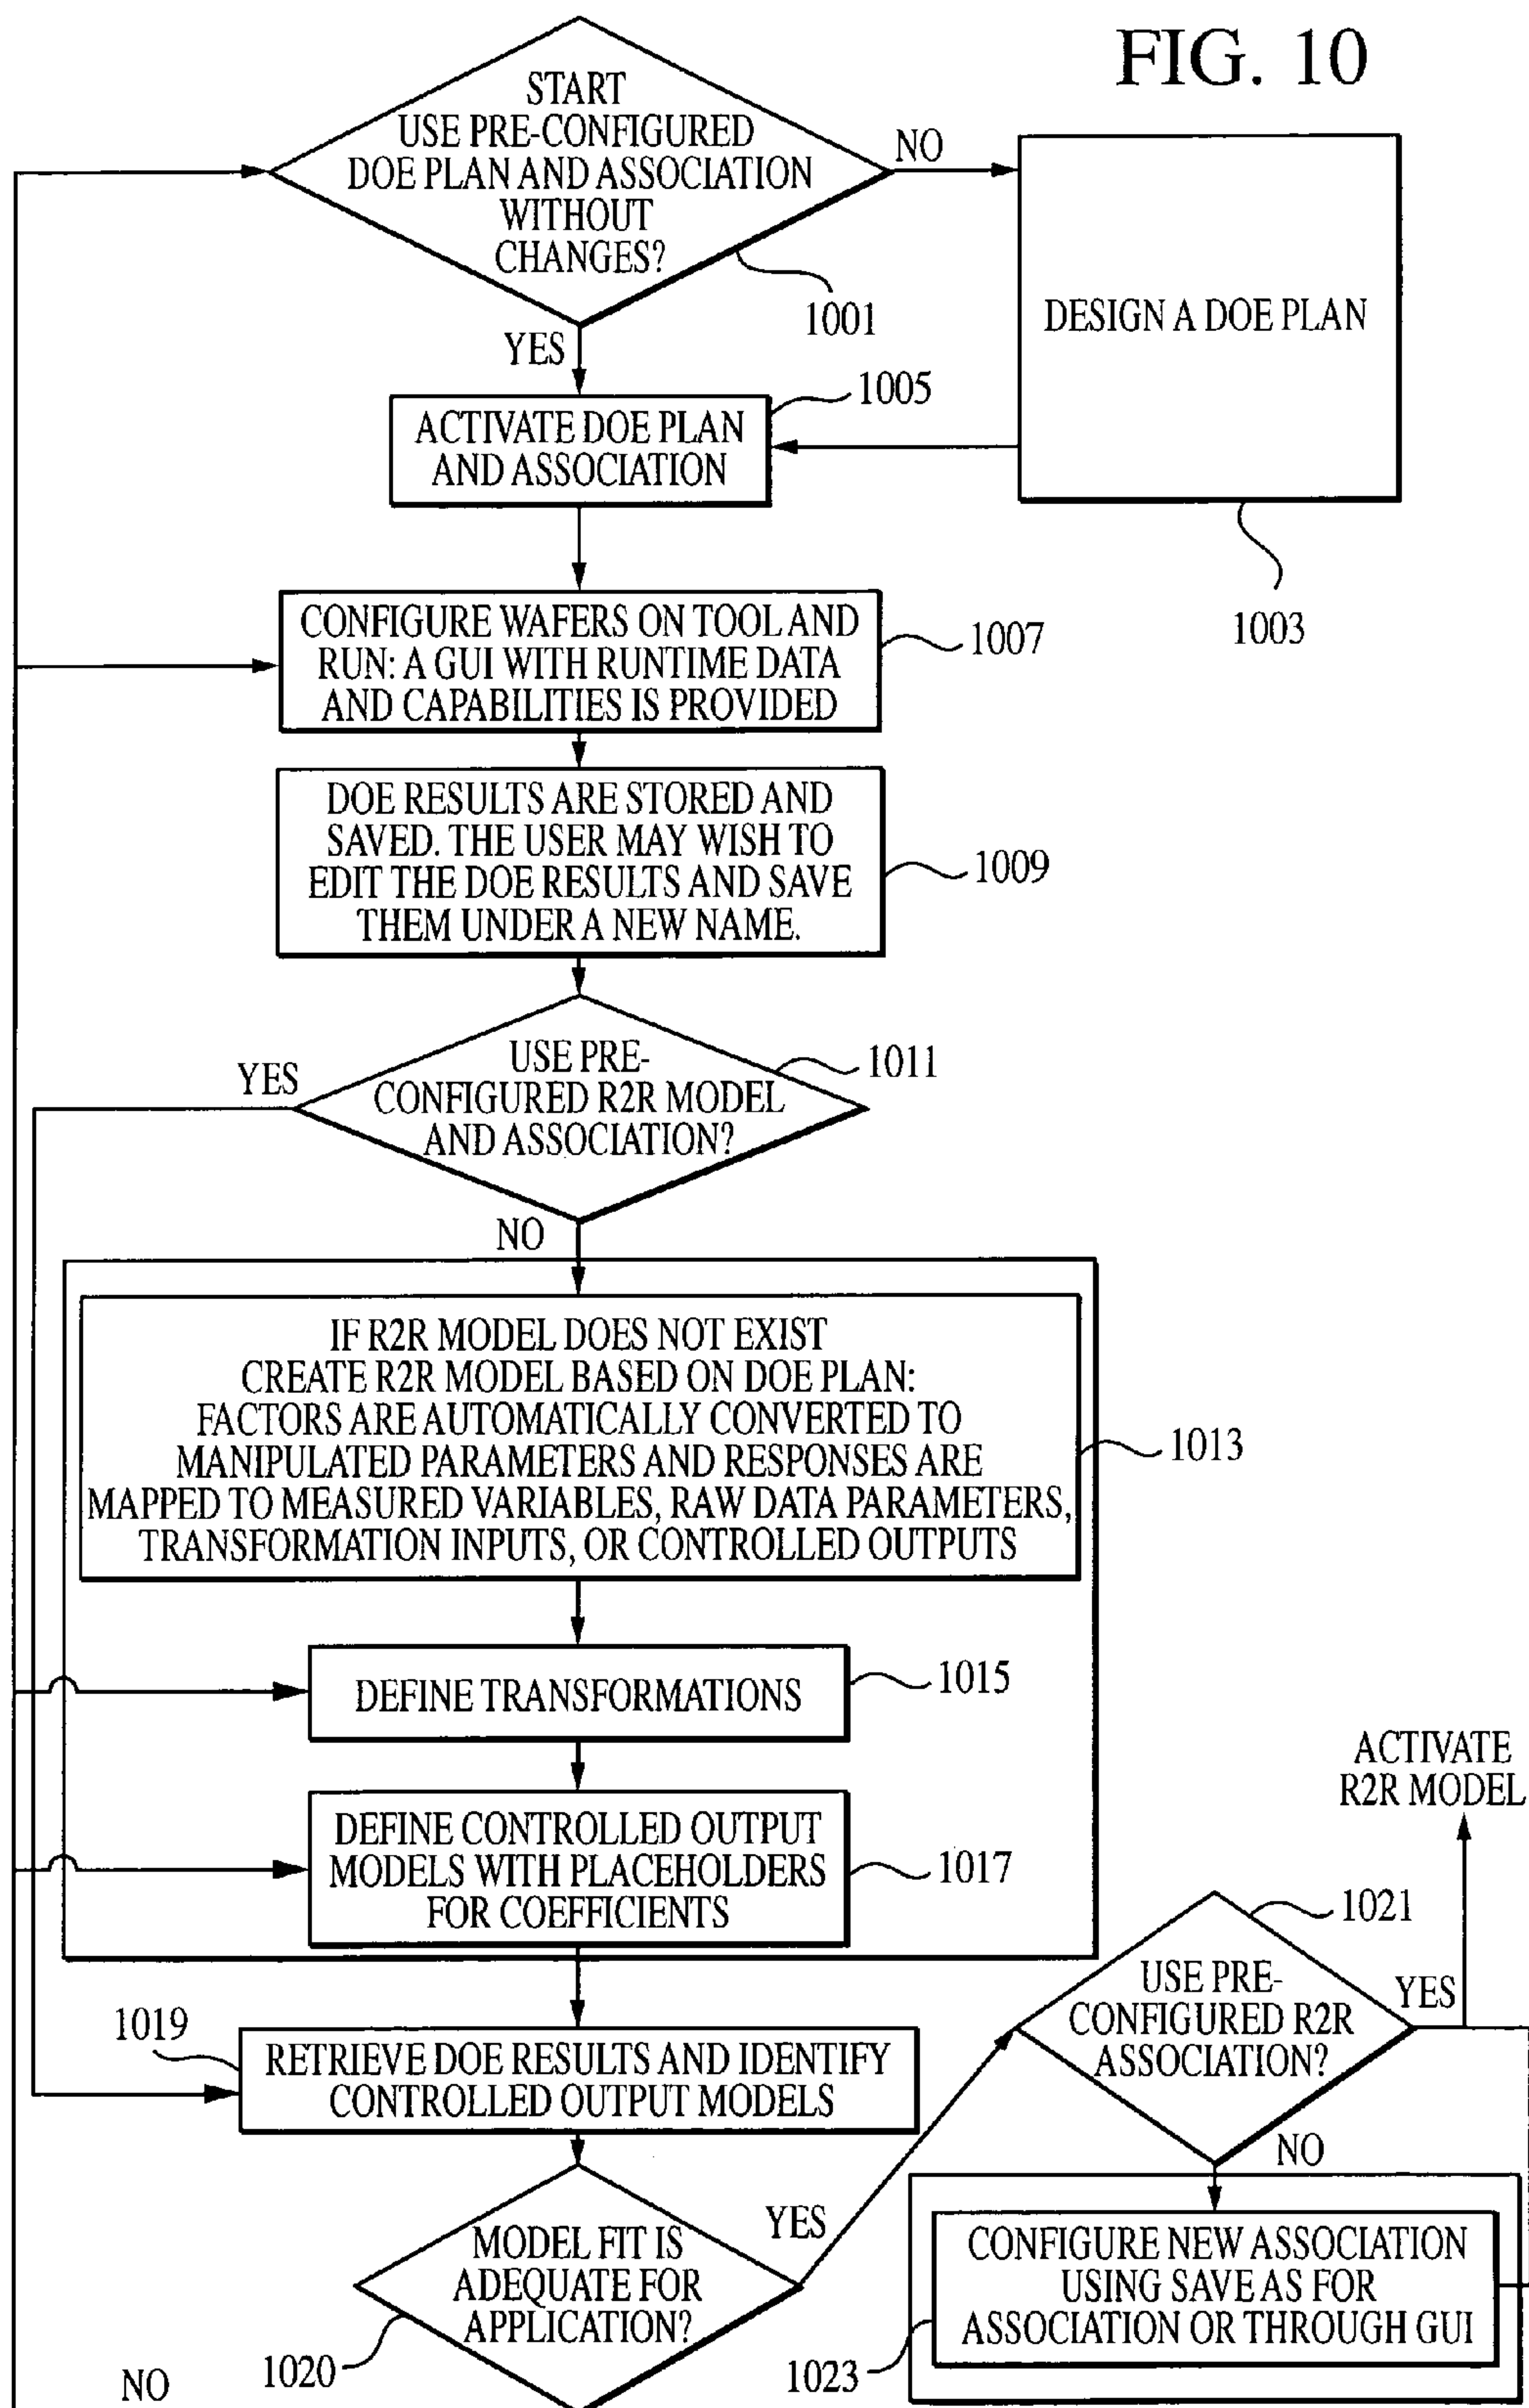 FIG. 10
START
USE PRE-CONFIGURED
DOE PLAN AND ASSOCIATION
WITHOUT
CHANGES?
NO
1001
DESIGN A DOE PLAN
YES
1005
ACTIVATE DOE PLAN
AND ASSOCIATION
1003
CONFIGURE WAFERS ON TOOL AND
RUN: A GUI WITH RUNTIME DATA
AND CAPABILITIES IS PROVIDED
1007
DOE RESULTS ARE STORED AND
SAVED. THE USER MAY WISH TO
EDIT THE DOE RESULTS AND SAVE
THEM UNDER A NEW NAME.
1009
USE PRE-
CONFIGURED R2R MODEL
AND ASSOCIATION?
1011
YES
NO
IF R2R MODEL DOES NOT EXIST
CREATE R2R MODEL BASED ON DOE PLAN:
FACTORS ARE AUTOMATICALLY CONVERTED TO
MANIPULATED PARAMETERS AND RESPONSES ARE
MAPPED TO MEASURED VARIABLES, RAW DATA PARAMETERS,
TRANSFORMATION INPUTS, OR CONTROLLED OUTPUTS
1013
DEFINE TRANSFORMATIONS
1015
DEFINE CONTROLLED OUTPUT
MODELS WITH PLACEHOLDERS
FOR COEFFICIENTS
1017
ACTIVATE
R2R MODEL
1021
USE PRE-
CONFIGURED R2R
ASSOCIATION?
YES
NO
1019
RETRIEVE DOE RESULTS AND IDENTIFY
CONTROLLED OUTPUT MODELS
MODEL FIT IS
ADEQUATE FOR
APPLICATION?
YES
1020
NO
CONFIGURE NEW ASSOCIATION
USING SAVE AS FOR
ASSOCIATION OR THROUGH GUI
1023